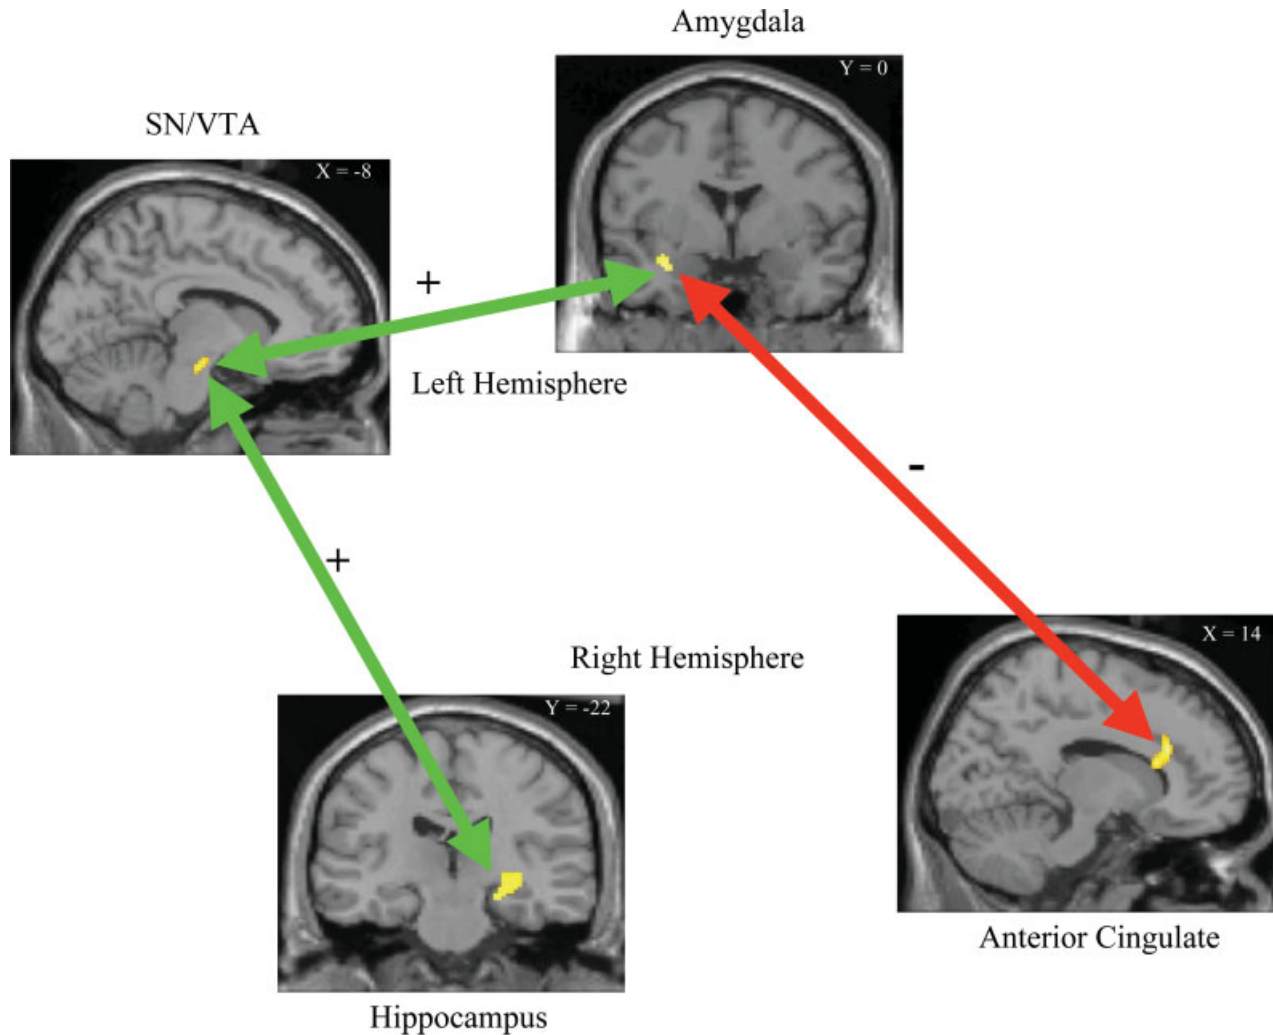 Amygdala
Y = 0
SN/VTA
X = -8
+
Left Hemisphere
-
+
X = 14
Right Hemisphere
Y = -22
Anterior Cingulate
Hippocampus